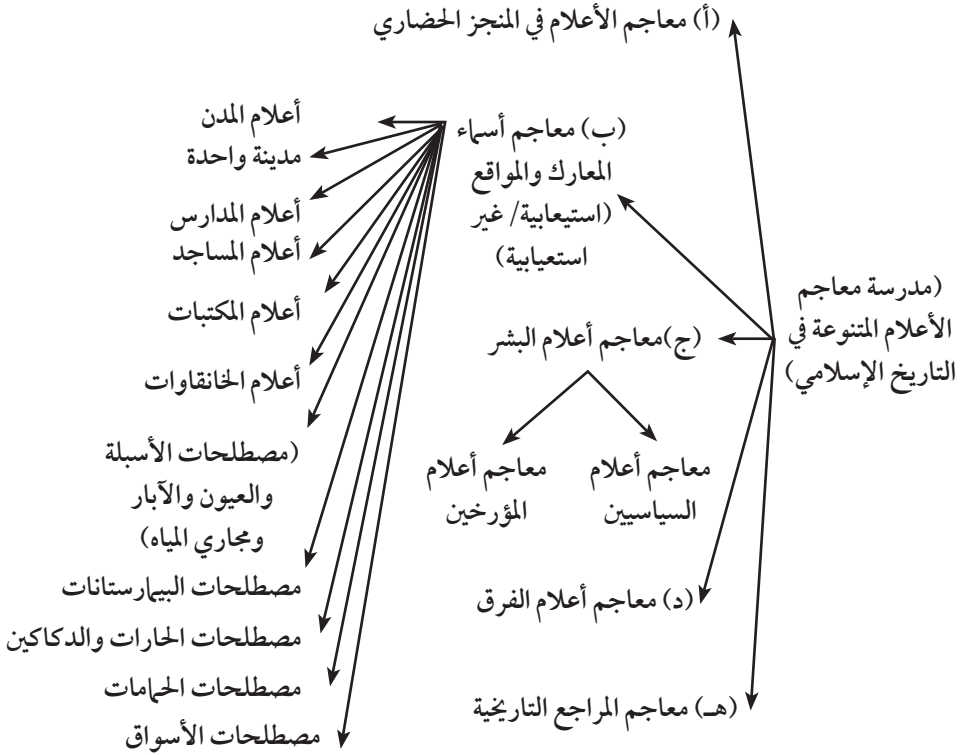 (مدرسة معاجم
الأعلام المتنوعة في
التاريخ الإسلامي)
(أ) معاجم الأعلام في المنجز الحضاري
(ب) معاجم أسماء
المعارك والمواقع
(استيعابية/ غير
استعيابية)
أعلام المدن
مدينة واحدة
أعلام المدارس
أعلام المساجد
أعلام المكتبات
أعلام الخانقاوات
(مصطلحات الأسبلة
والعيون والآبار
ومجاري المياه)
مصطلحات البيمارستانات
مصطلحات الحارات والدكاكين
مصطلحات الحمامات
مصطلحات الأسواق
(ج)معاجم أعلام البشر
معاجم أعلام
السياسيين
معاجم أعلام
المؤرخين
(د) معاجم أعلام الفرق
(هـ) معاجم المراجع التاريخية